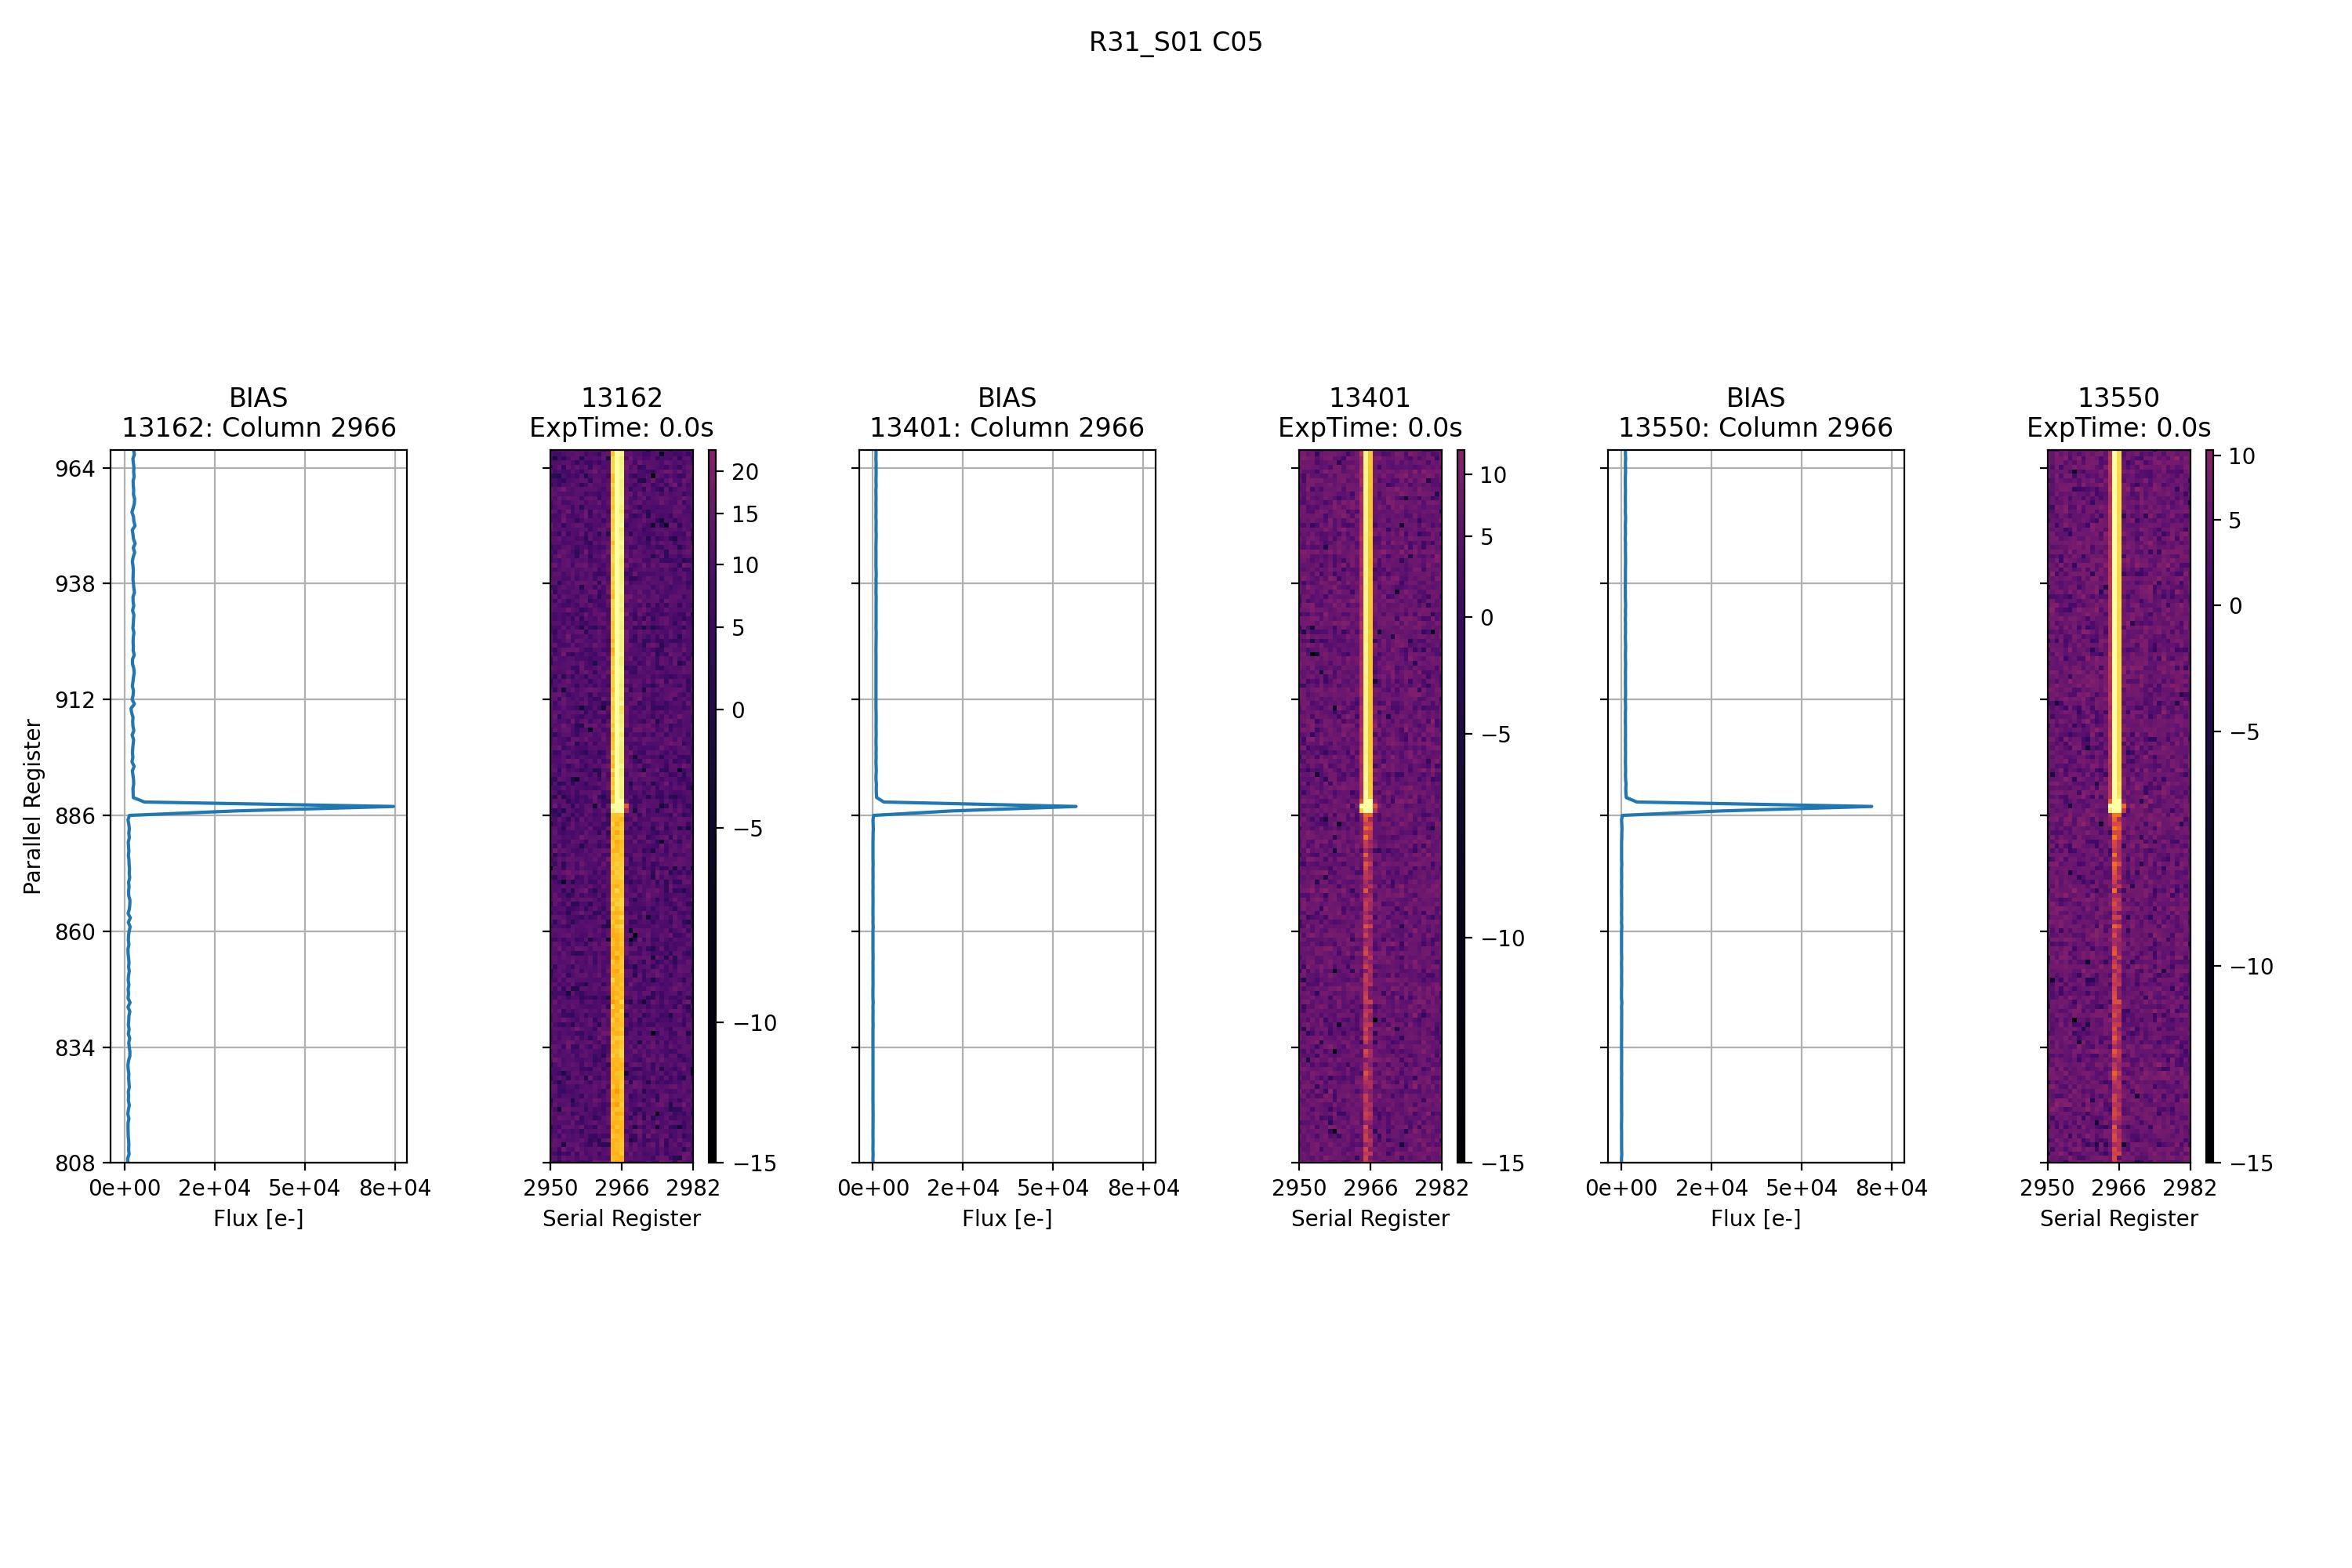 R31_S01 C05
BIAS
13162: Column 2966
13162
ExpTime: 0.0s
BIAS
13401: Column 2966
13401
ExpTime: 0.0s
BIAS
13550: Column 2966
13550
ExpTime: 0.0s
Parallel Register
964
938
912
886
860
834
808
0e+00 2e+04 5e+04 8e+04
Flux [e-]
2950 2966 2982
Serial Register
20
15
10
5
0
−5
−10
−15
0e+00 2e+04 5e+04 8e+04
Flux [e-]
2950 2966 2982
Serial Register
10
5
0
−5
−10
−15
0e+00 2e+04 5e+04 8e+04
Flux [e-]
2950 2966 2982
Serial Register
10
5
0
−5
−10
−15